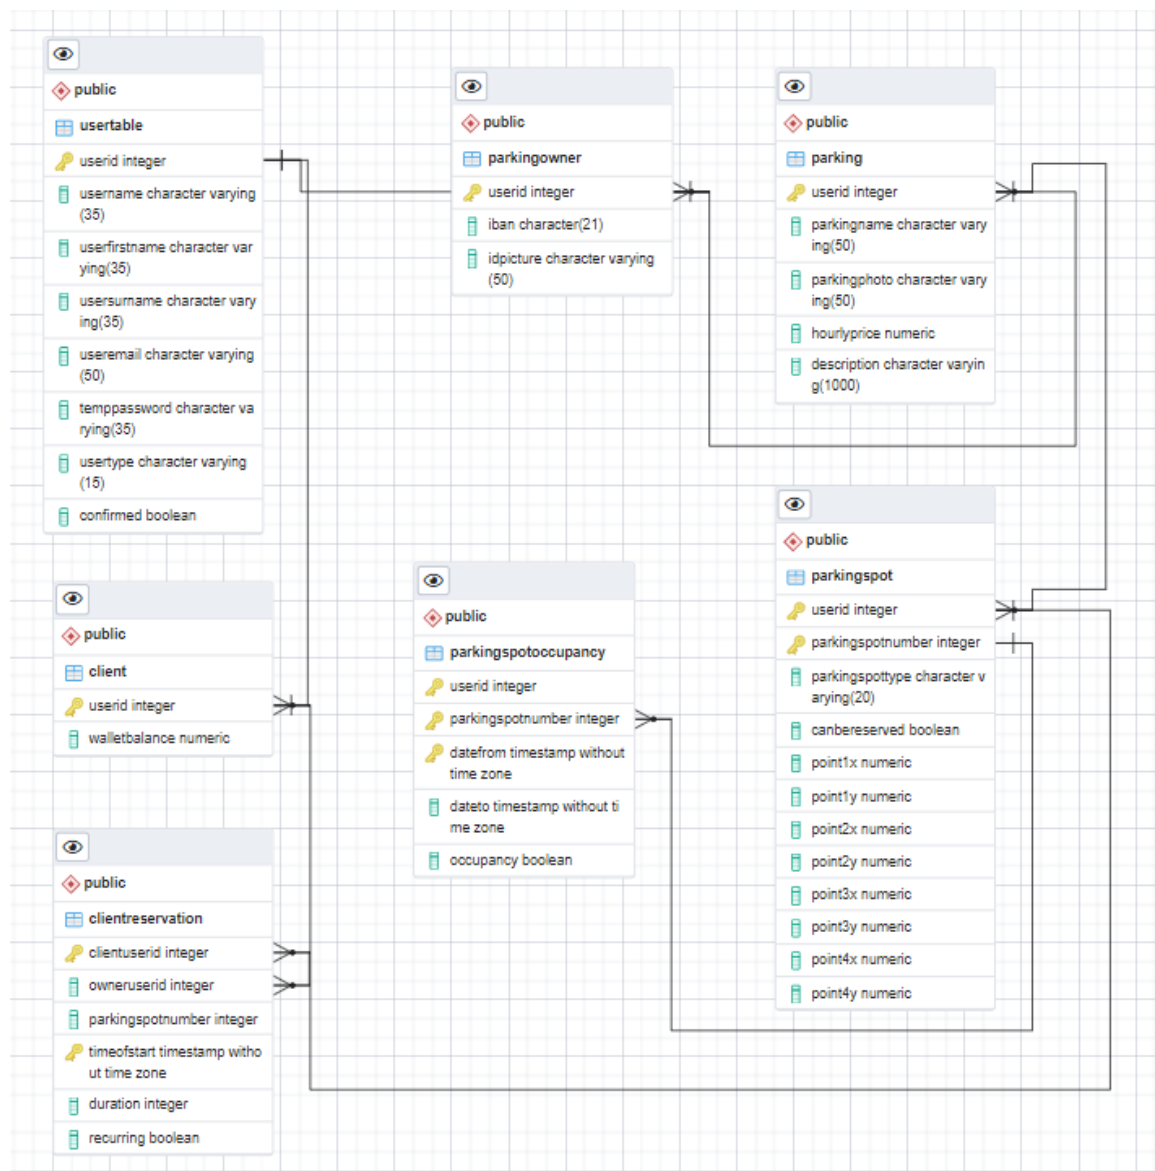 public
usertable
userid integer
username character varying
(35)
userfirstname character var
ying(35)
usersurname character vary
ing(35)
useremail character varying
(50)
temppassword character va
rying(35)
usertype character varying
(15)
confirmed boolean
public
parkingowner
userid integer
iban character(21)
idpicture character varying
(50)
public
parking
userid integer
parkingname character vary
ing(50)
parkingphoto character vary
ing(50)
hourlyprice numeric
description character varyin
g(1000)
public
client
userid integer
walletbalance numeric
public
parkingspotoccupancy
userid integer
parkingspotnumber integer
datefrom timestamp without
time zone
dateto timestamp without ti
me zone
occupancy boolean
public
parkingspot
userid integer
parkingspotnumber integer
parkingspottype character v
arying(20)
canbereserved boolean
point1x numeric
point1y numeric
point2x numeric
point2y numeric
point3x numeric
point3y numeric
point4x numeric
point4y numeric
public
clientreservation
clientuserid integer
owneruserid integer
parkingspotnumber integer
timeofstart timestamp witho
ut time zone
duration integer
recurring boolean